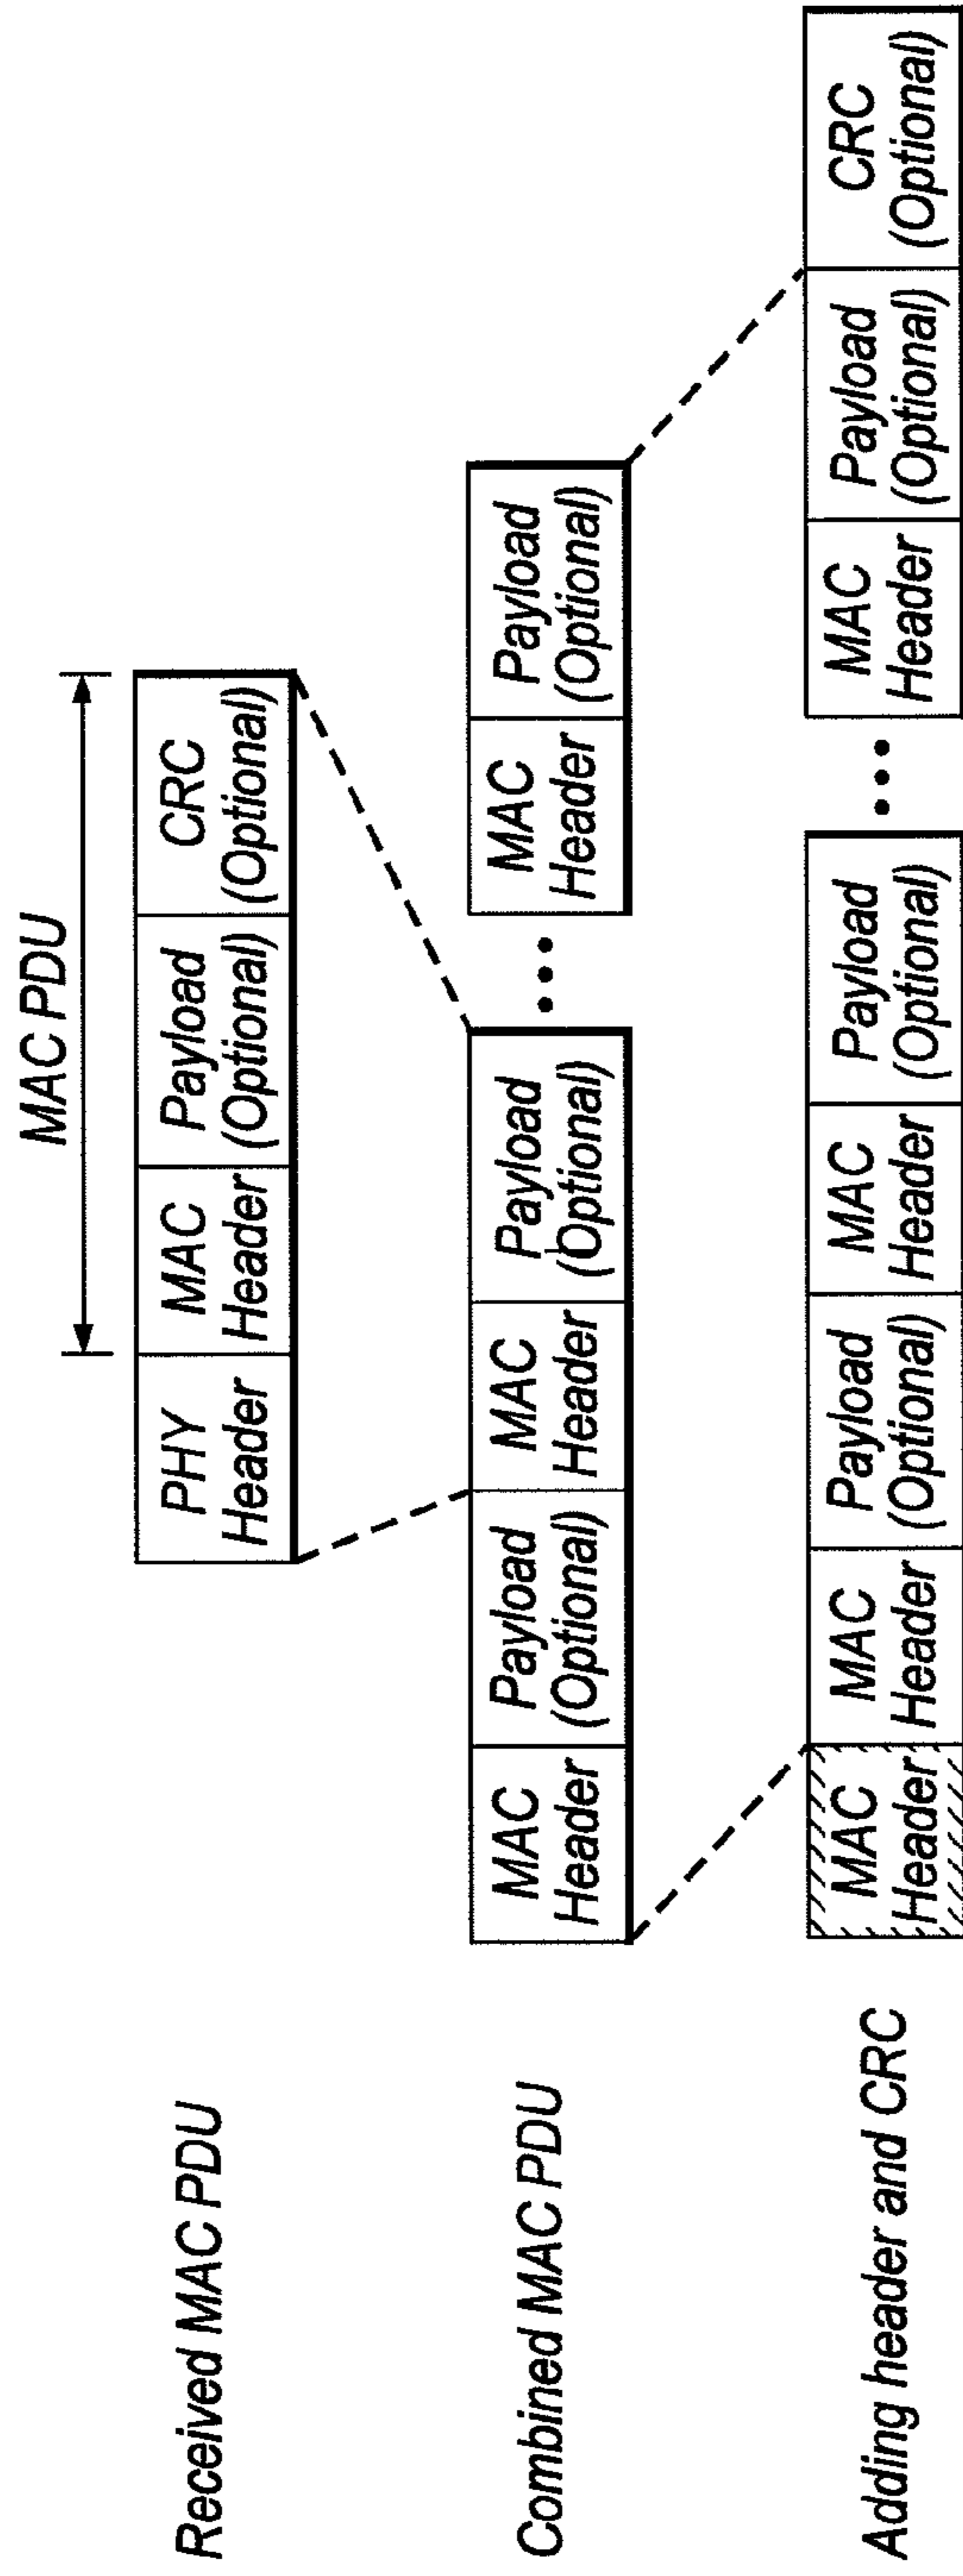 MAC PDU
Received MAC PDU
PHY
Header
MAC
Header
Payload
(Optional)
CRC
(Optional)
Combined MAC PDU
MAC
Header
Payload
(Optional)
MAC
Header
Payload
(Optional)
•••
MAC
Header
Payload
(Optional)
Adding header and CRC
MAC
Header
MAC
Header
Payload
(Optional)
MAC
Header
Payload
(Optional)
•••
MAC
Header
Payload
(Optional)
CRC
(Optional)